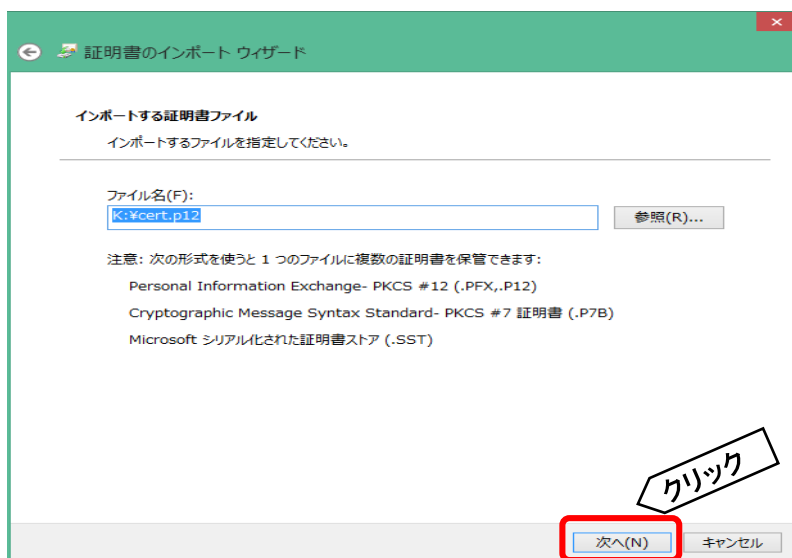 証明書のインポート ウィザード
インポートする証明書ファイル
インポートするファイルを指定してください。
ファイル名(F):
K:¥cert.p12
参照(R)...
注意: 次の形式を使うと 1 つのファイルに複数の証明書を保管できます:
Personal Information Exchange- PKCS #12 (.PFX,.P12)
Cryptographic Message Syntax Standard- PKCS #7 証明書 (.P7B)
Microsoft シリアル化された証明書ストア (.SST)
クリック
次へ(N)
キャンセル